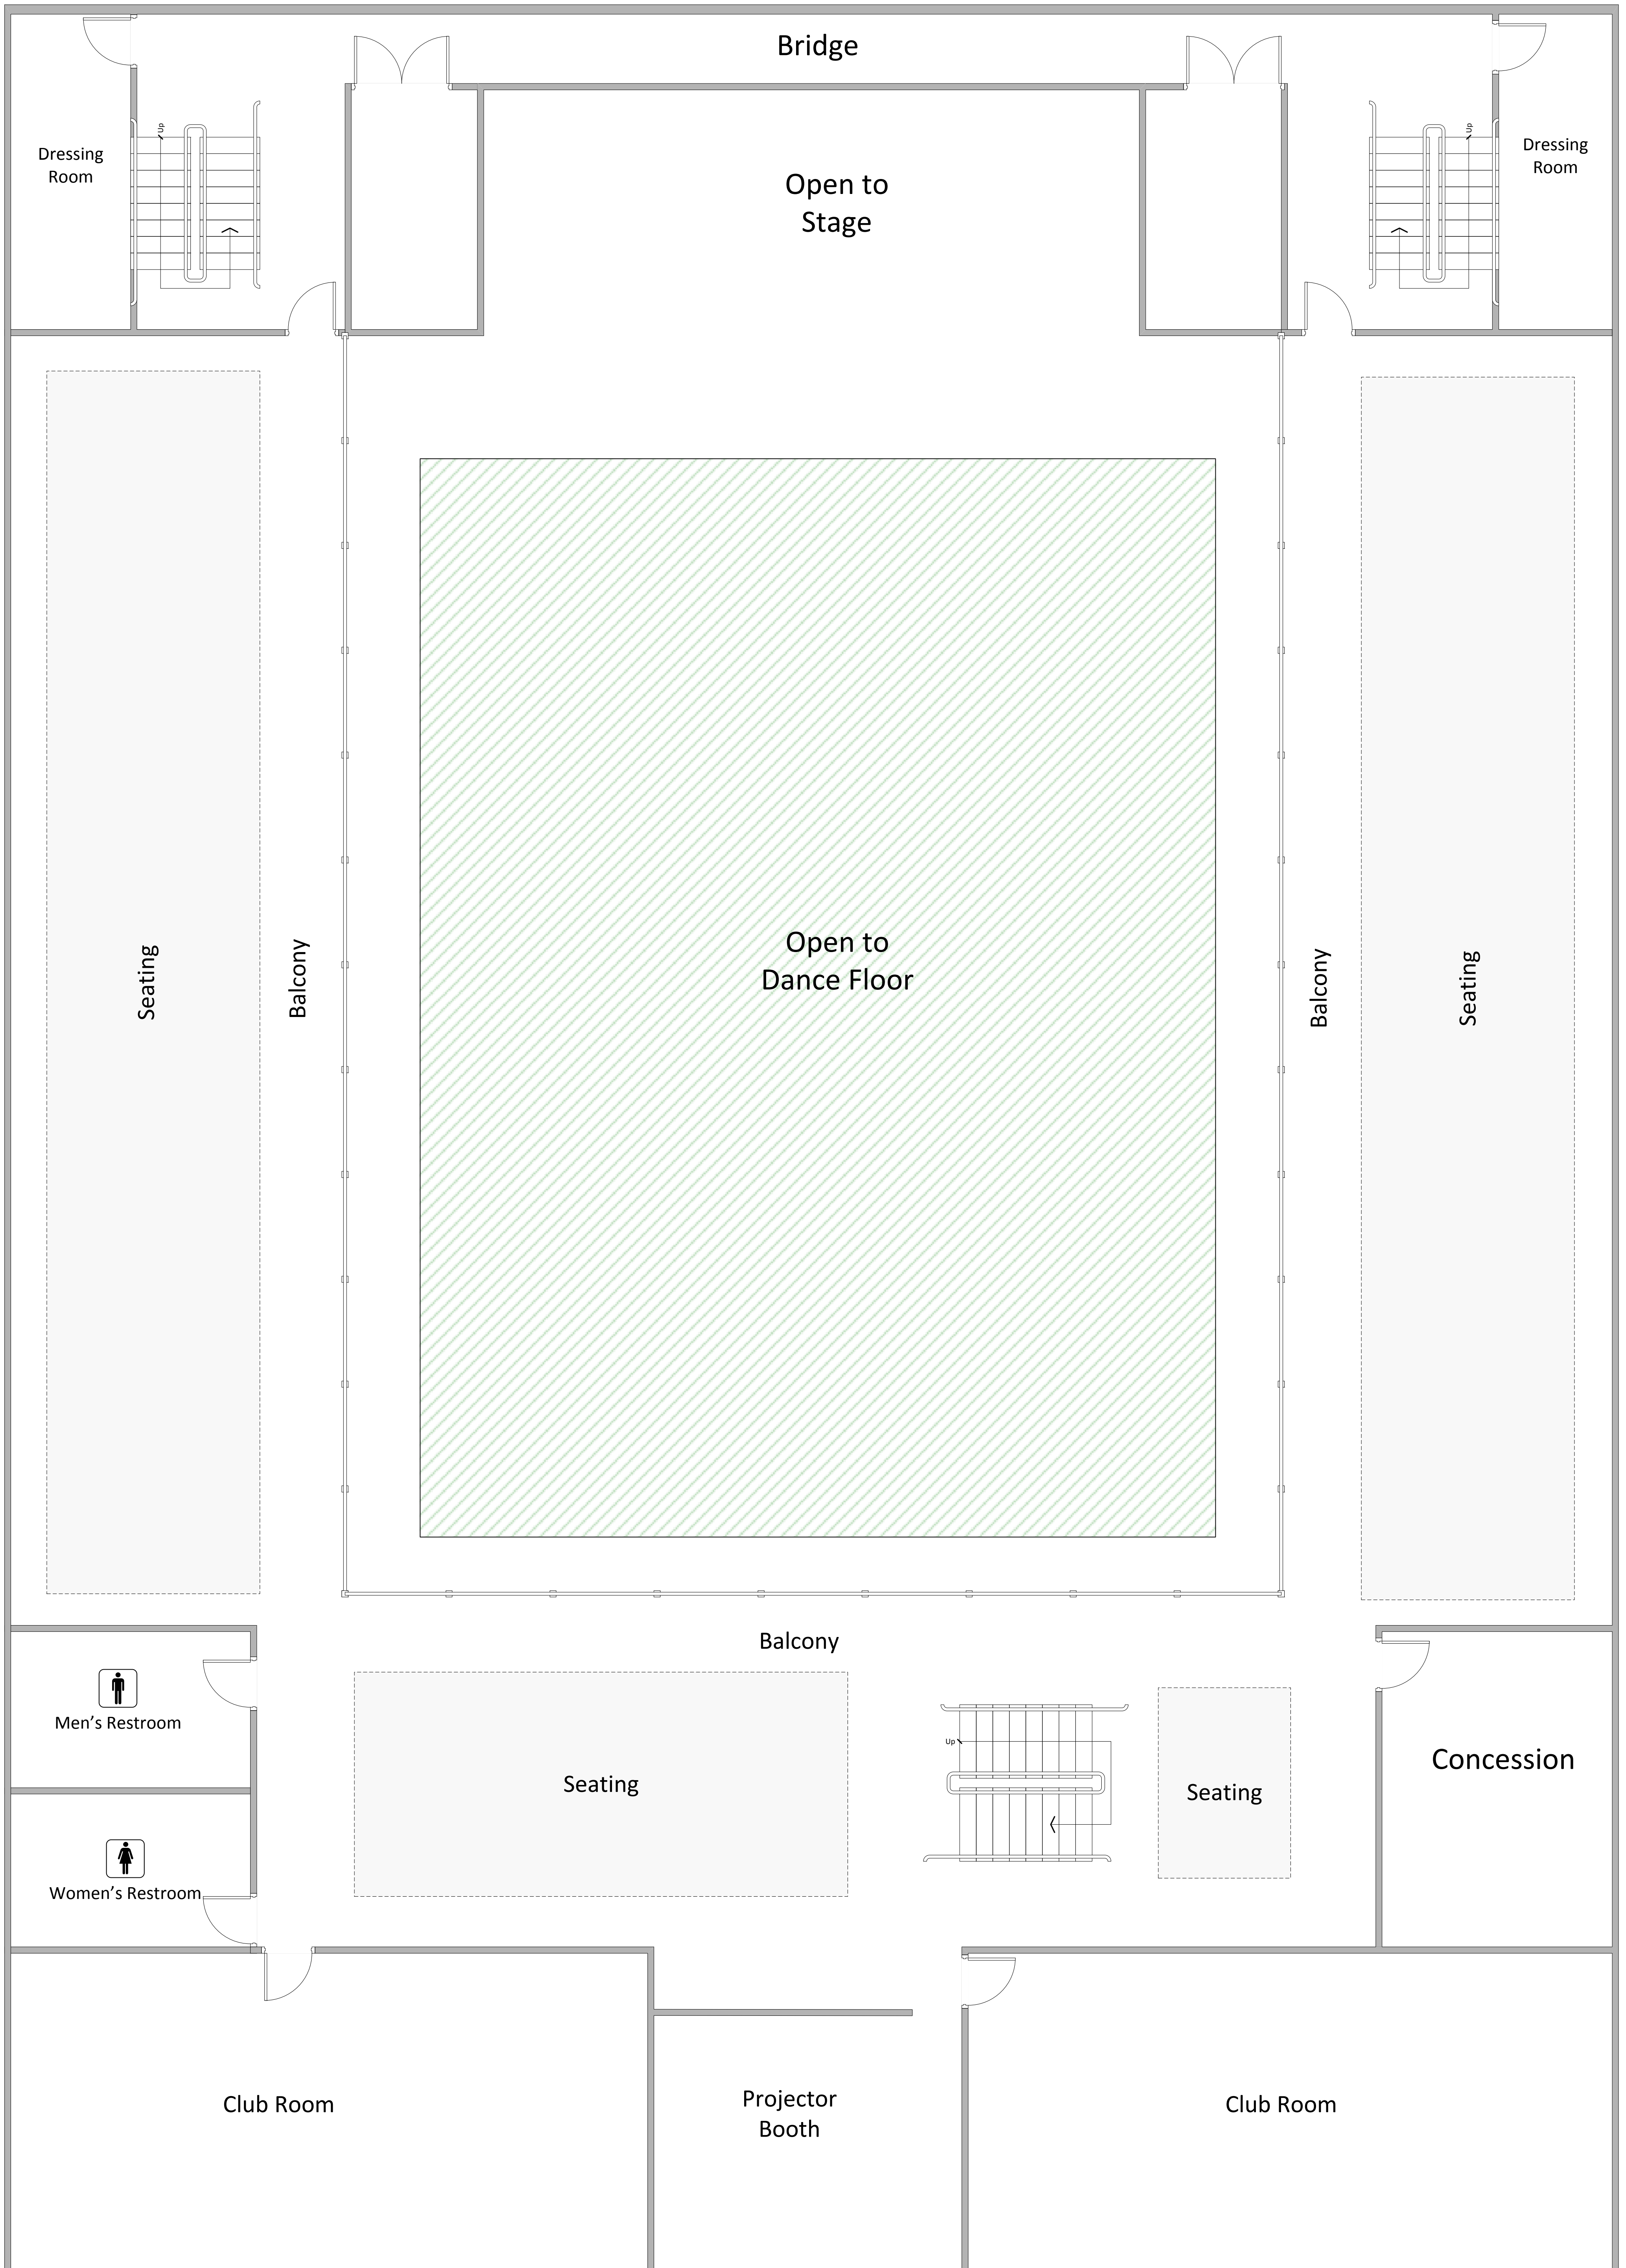 Bridge
Dressing
Room
Up
Open to
Stage
Up
Dressing
Room
Seating
Balcony
Open to
Dance Floor
Balcony
Seating
Balcony
Men’s Restroom
Up
Seating
Seating
Concession
Women’s Restroom
Club Room
Projector
Booth
Club Room